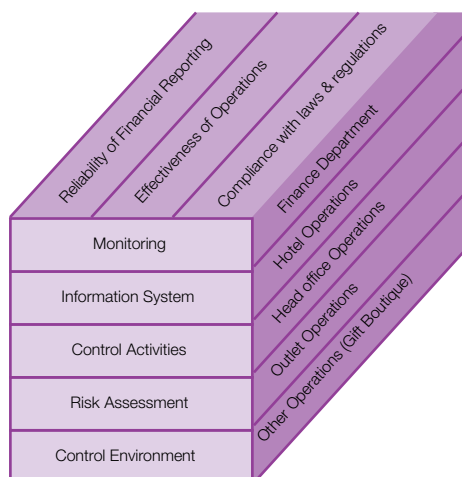 Reliability of Financial Reporting
Effectiveness of Operations
Compliance with laws & regulations
Monitoring
Information System
Control Activities
Risk Assessment
Control Environment
Finance Department
Hotel Operations
Head office Operations
Outlet Operations
Other Operations (Gift Boutique)